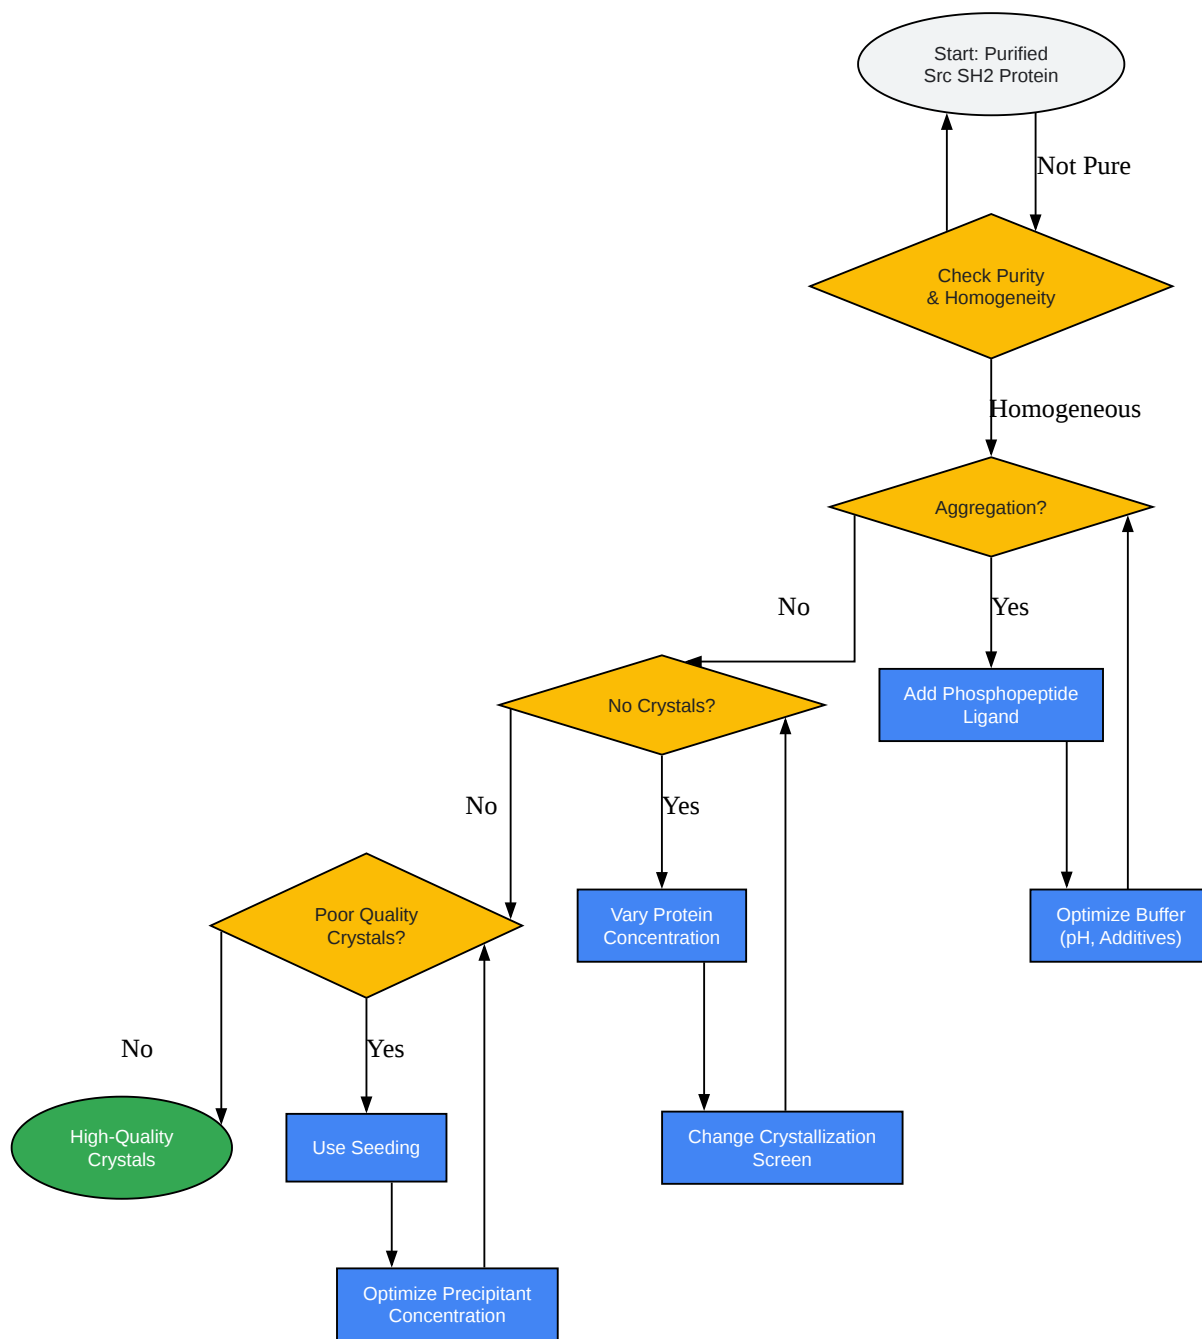 Start: Purified
Src SH2 Protein
Not Pure
Check Purity
& Homogeneity
Homogeneous
Aggregation?
No
Yes
Add Phosphopeptide
Ligand
No Crystals?
No
Yes
Optimize Buffer
(pH, Additives)
Vary Protein
Concentration
Poor Quality
Crystals?
No
Yes
Change Crystallization
Screen
High-Quality
Crystals
Use Seeding
Optimize Precipitant
Concentration